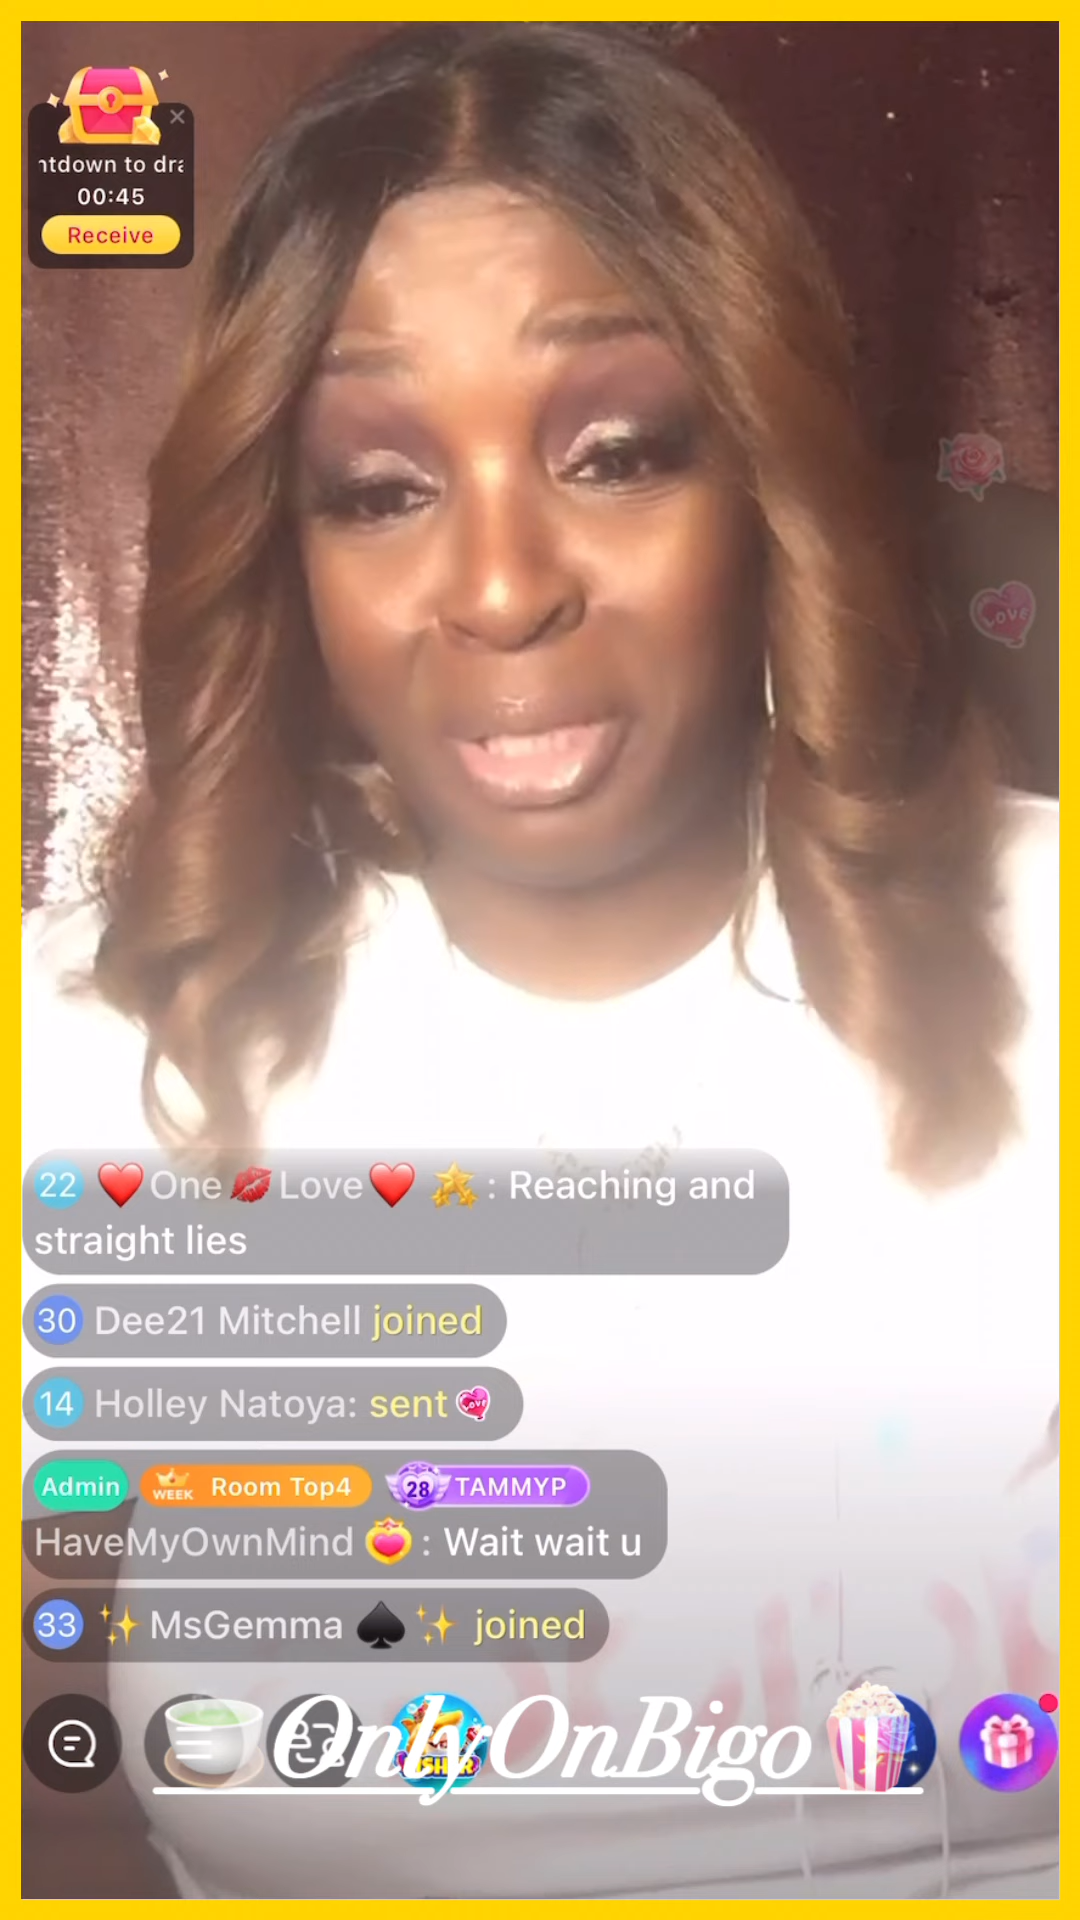 ntdown to dra
00:45
Receive
LOVE
22 ❤️One💋Love❤️ : Reaching and
straight lies
30 Dee21 Mitchell joined
14 Holley Natoya: sent
Admin WEEK Room Top4 28 TAMMYP
HaveMyOwnMind : Wait wait u
33 ✨MsGemma ♠️✨ joined
OnlyOnBigo